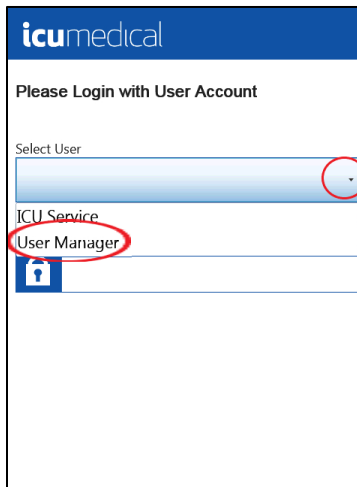 icumedical
Please Login with User Account
Select User
ICU Service
User Manager